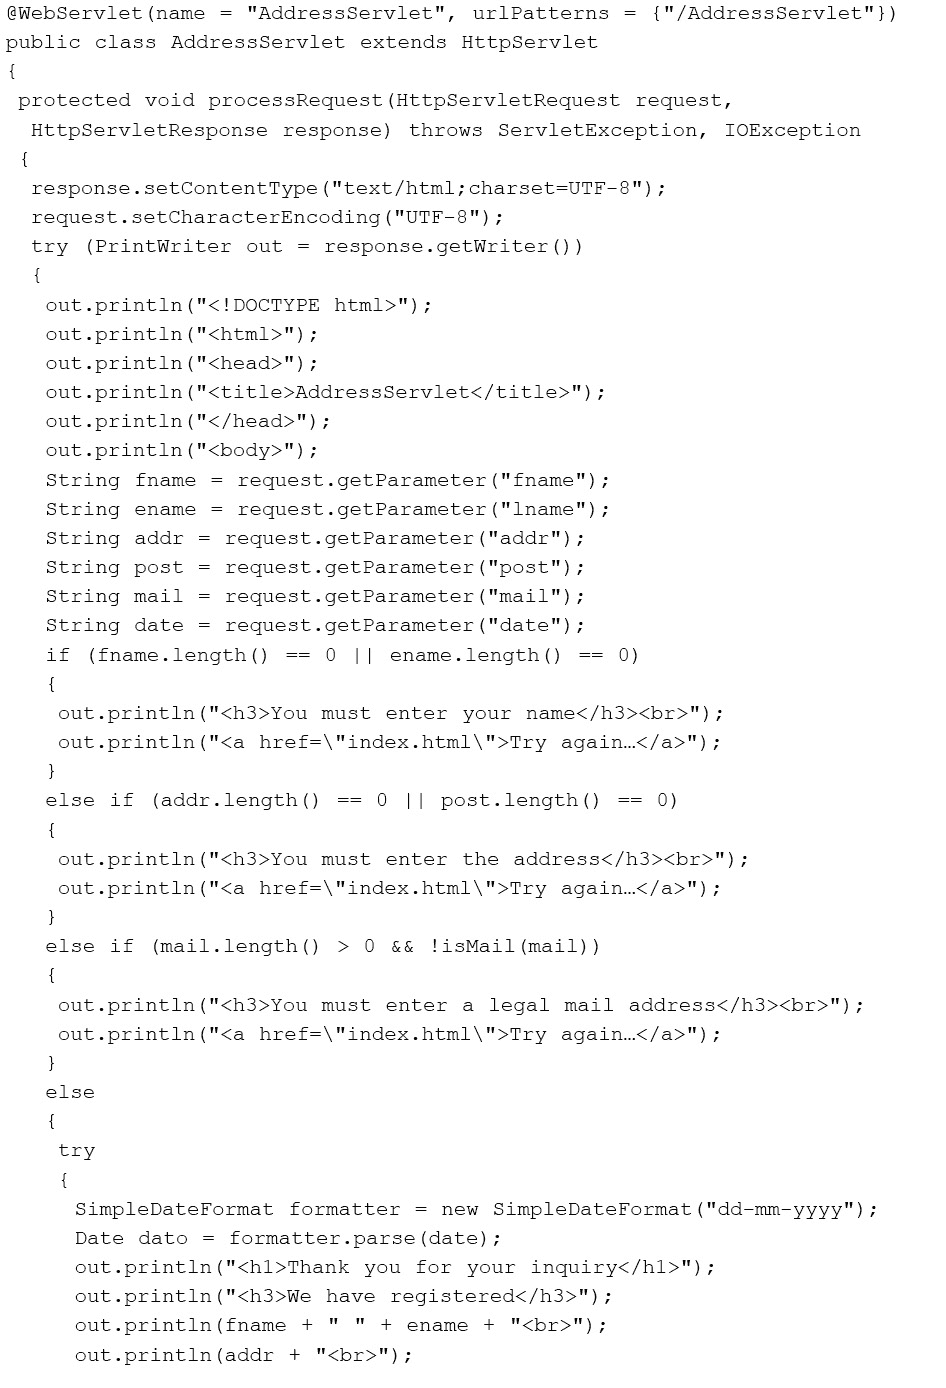 @WebServlet(name = "AddressServlet", urlPatterns = {"/AddressServlet"})
public class AddressServlet extends HttpServlet
{
 protected void processRequest(HttpServletRequest request,
  HttpServletResponse response) throws ServletException, IOException
 {
  response.setContentType("text/html;charset=UTF-8");
  request.setCharacterEncoding("UTF-8");
  try (PrintWriter out = response.getWriter())
  {
   out.println("<!DOCTYPE html>");
   out.println("<html>");
   out.println("<head>");
   out.println("<title>AddressServlet</title>");
   out.println("</head>");
   out.println("<body>");
   String fname = request.getParameter("fname");
   String ename = request.getParameter("lname");
   String addr = request.getParameter("addr");
   String post = request.getParameter("post");
   String mail = request.getParameter("mail");
   String date = request.getParameter("date");
   if (fname.length() == 0 || ename.length() == 0)
   {
    out.println("<h3>You must enter your name</h3><br>");
    out.println("<a href=\"index.html\">Try again…</a>");
   }
   else if (addr.length() == 0 || post.length() == 0)
   {
    out.println("<h3>You must enter the address</h3><br>");
    out.println("<a href=\"index.html\">Try again…</a>");
   }
   else if (mail.length() > 0 && !isMail(mail))
   {
    out.println("<h3>You must enter a legal mail address</h3><br>");
    out.println("<a href=\"index.html\">Try again…</a>");
   }
   else
   {
    try
    {
     SimpleDateFormat formatter = new SimpleDateFormat("dd-mm-yyyy");
     Date dato = formatter.parse(date);
     out.println("<h1>Thank you for your inquiry</h1>");
     out.println("<h3>We have registered</h3>");
     out.println(fname + " " + ename + "<br>");
     out.println(addr + "<br>");